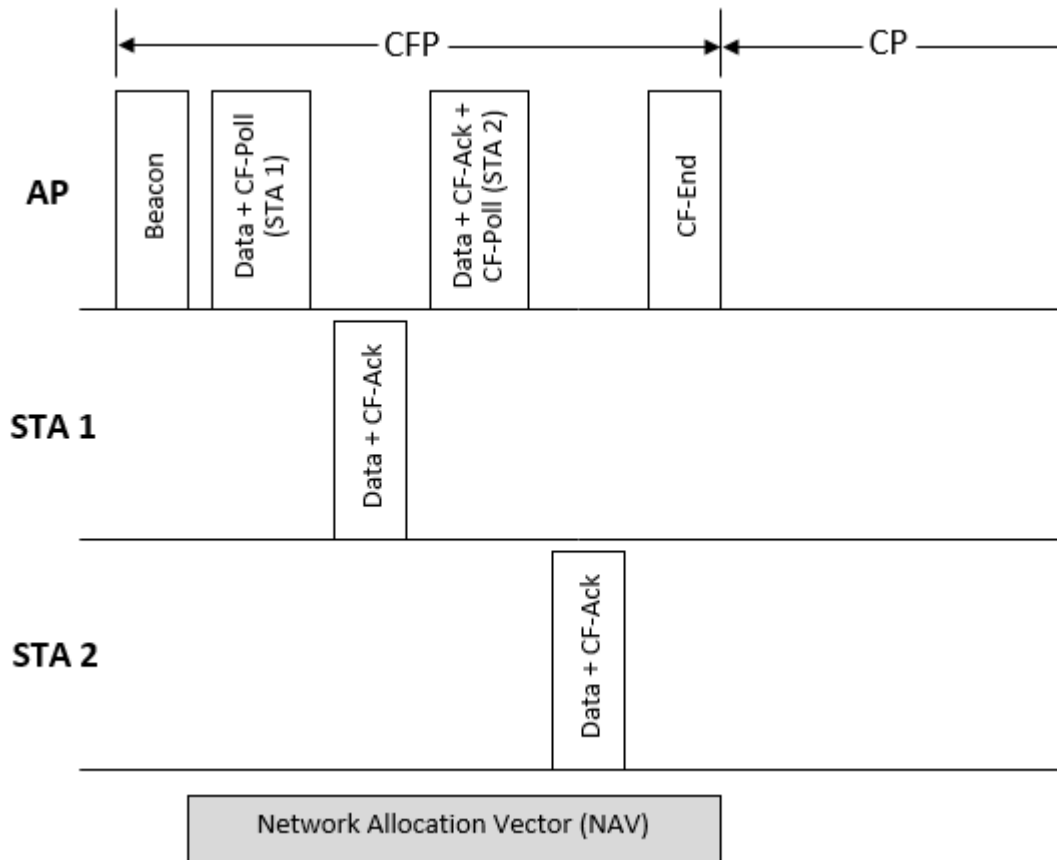 CFP
CP
AP
Beacon
Data + CF-Poll
(STA 1)
Data + CF-Ack +
CF-Poll (STA 2)
CF-End
STA 1
Data + CF-Ack
STA 2
Data + CF-Ack
Network Allocation Vector (NAV)